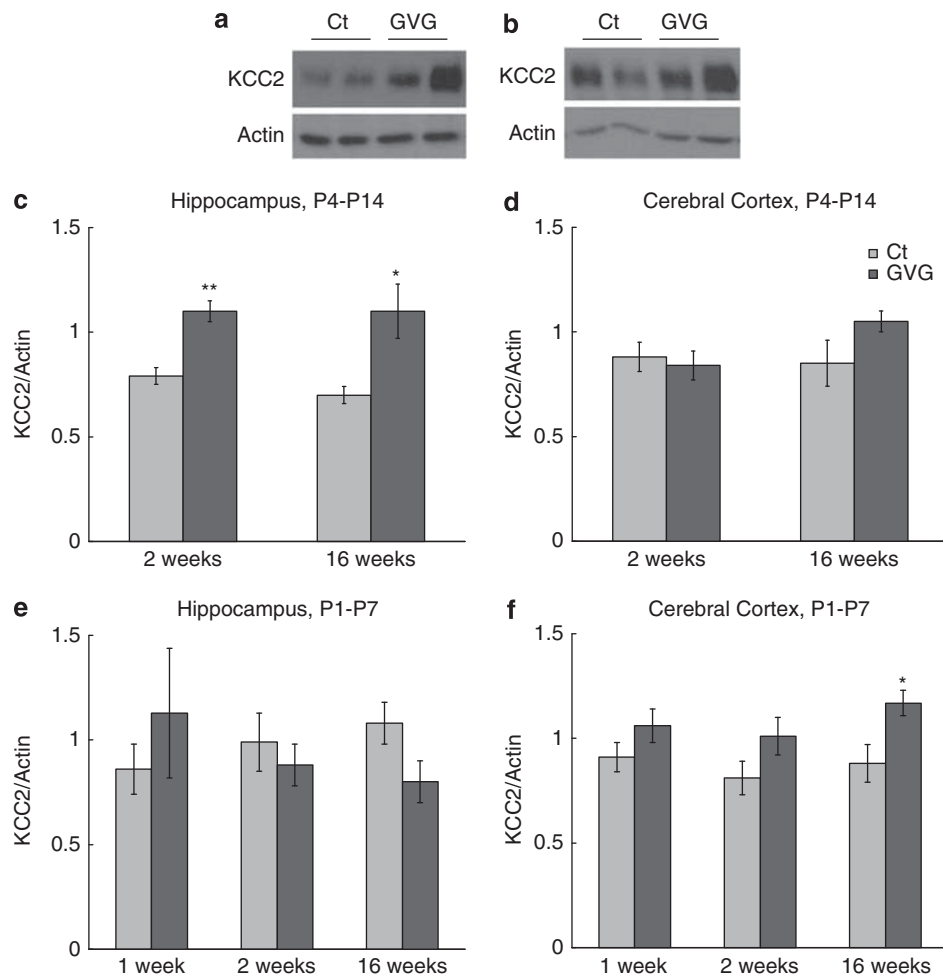 a
Ct GVG
KCC2
Actin
b
Ct GVG
KCC2
Actin
c
Hippocampus, P4-P14
1.5
1
0.5
0
KCC2/Actin
**
*
2 weeks 16 weeks
d
Cerebral Cortex, P4-P14
1.5
1
0.5
0
KCC2/Actin
Ct
GVG
2 weeks 16 weeks
e
Hippocampus, P1-P7
1.5
1
0.5
0
KCC2/Actin
1 week 2 weeks 16 weeks
f
Cerebral Cortex, P1-P7
1.5
1
0.5
0
KCC2/Actin
*
1 week 2 weeks 16 weeks